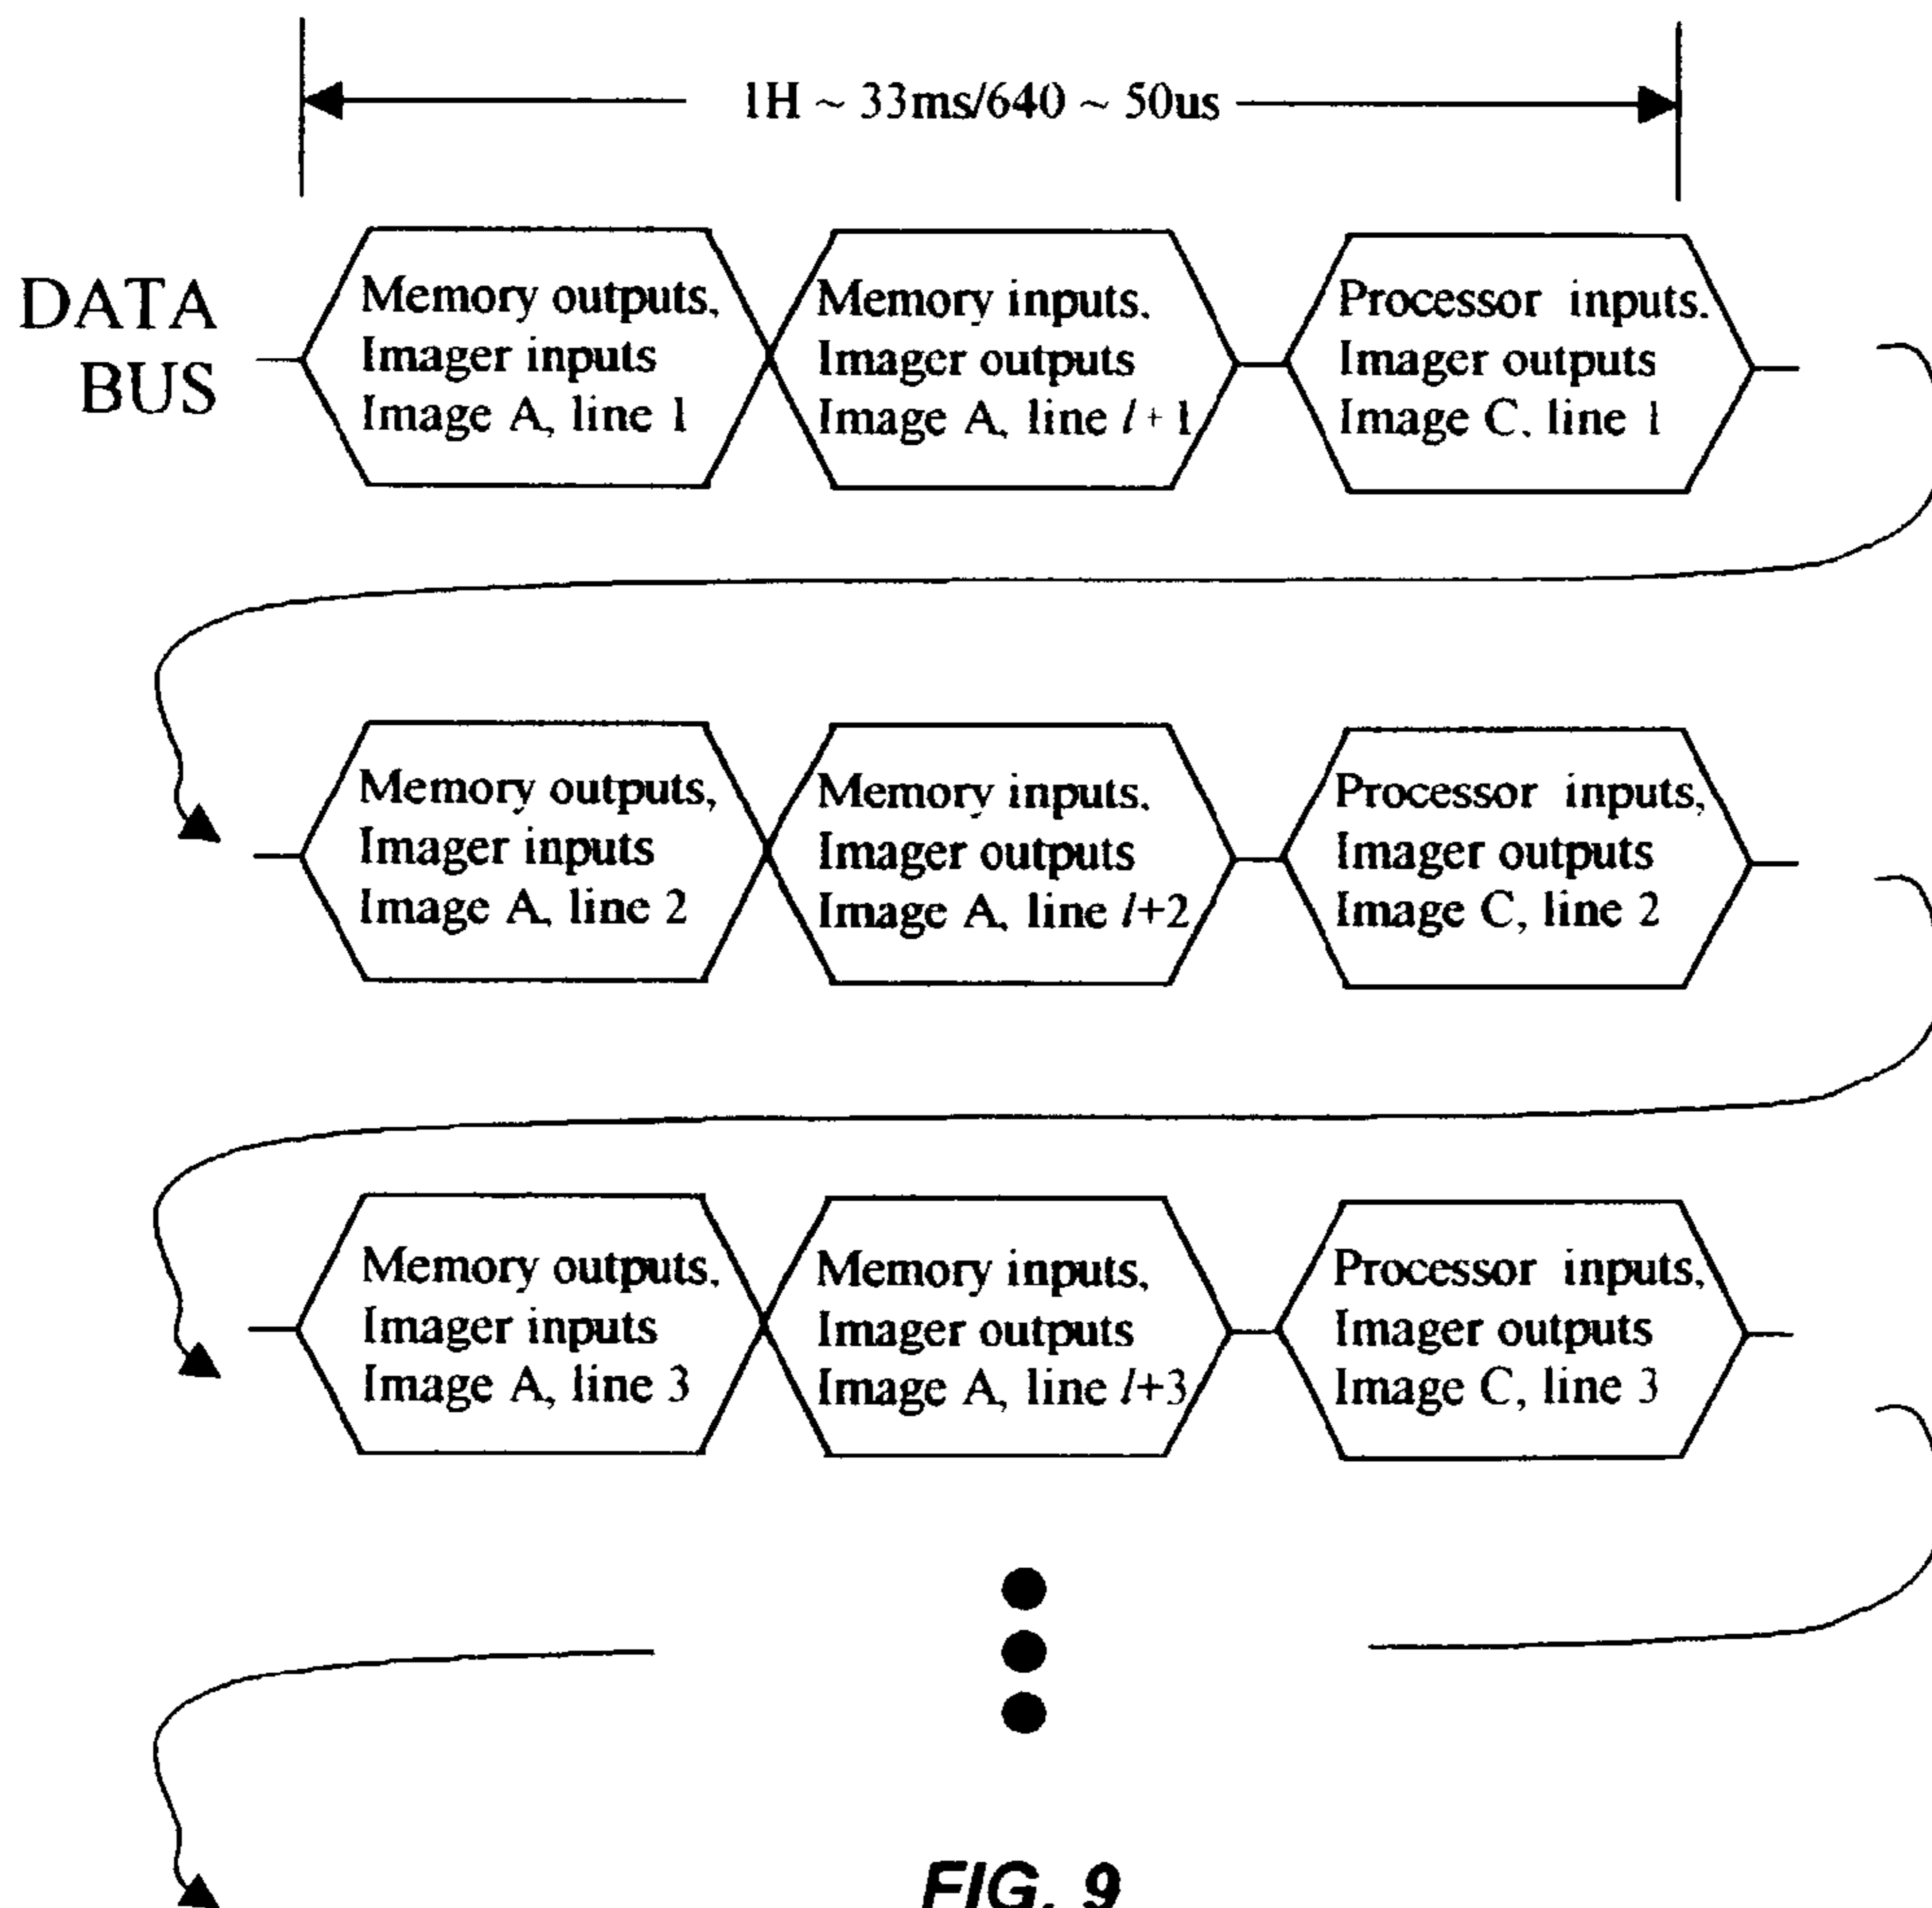 1H ~ 33ms/640 ~ 50us
DATA
BUS
Memory outputs,
Imager inputs
Image A, line 1
Memory inputs.
Imager outputs
Image A, line l+1
Processor inputs.
Imager outputs
Image C. line 1
Memory outputs,
Imager inputs
Image A, line 2
Memory inputs.
Imager outputs
Image A, line l+2
Processor inputs,
Imager outputs
Image C, line 2
Memory outputs.
Imager inputs
Image A, line 3
Memory inputs,
Imager outputs
Image A, line l+3
Processor inputs,
Imager outputs
Image C, line 3
FIG. 9